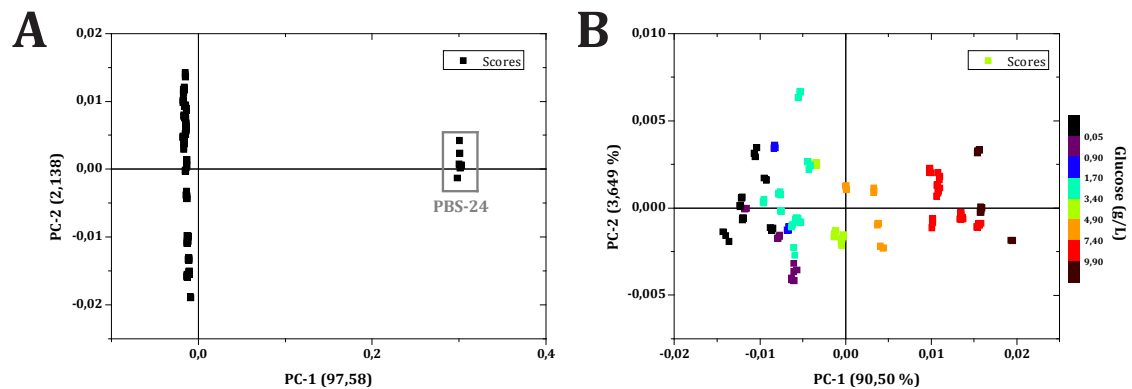 A
0,02
0,01
0,00
-0,01
-0,02
PC-2 (2,138)
Scores
PBS-24
0,0
0,2
0,4
PC-1 (97,58)
B
0,010
0,005
0,000
-0,005
PC-2 (3,649 %)
Scores
-0,02
-0,01
0,00
0,01
0,02
PC-1 (90,50 %)
0,05
0,90
1,70
3,40
4,90
7,40
9,90
Glucose (g/L)